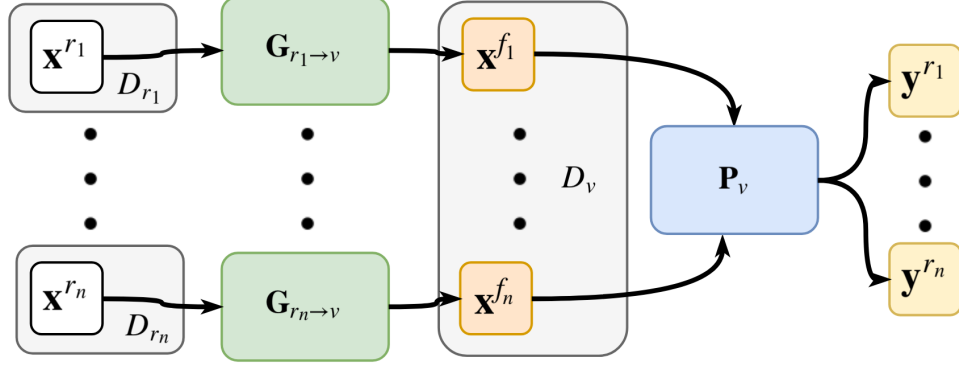 x^{r_1}
D_{r_1}
G_{r_1→v}
x^{f_1}
y^{r_1}
D_v
P_v
x^{r_n}
D_{r_n}
G_{r_n→v}
x^{f_n}
y^{r_n}